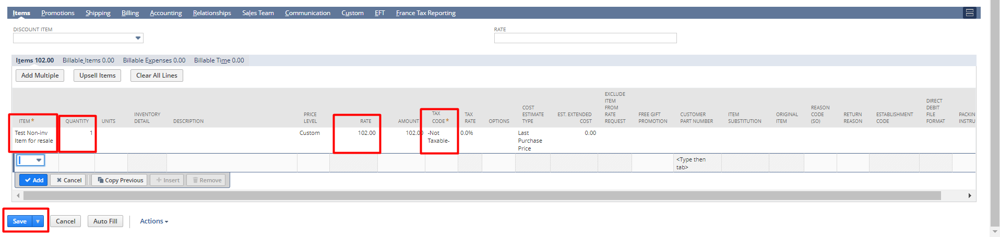 Items Promotions Shipping Billing Accounting Relationships Sales Team Communication Custom EFT France Tax Reporting
DISCOUNT ITEM
RATE
Items 102.00 Billable Items 0.00 Billable Expenses 0.00 Billable Time 0.00
Add Multiple Upsell Items Clear All Lines
ITEM *
QUANTITY
UNITS
INVENTORY
DETAIL
DESCRIPTION
PRICE
LEVEL
RATE
AMOUNT
TAX
CODE *
TAX
RATE
OPTIONS
COST
ESTIMATE
TYPE
EST. EXTENDED
COST
EXCLUDE
ITEM
FROM
RATE
REQUEST
FREE GIFT
PROMOTION
CUSTOMER
PART NUMBER
ITEM
SUBSTITUTION
ORIGINAL
ITEM
REASON
CODE
(SO)
RETURN
REASON
ESTABLISHMENT
CODE
DIRECT
DEBIT
FILE
FORMAT
PACKIN
INSTRU
Test Non-inv
Item for resale
1
Custom
102.00
102.00
-Not
Taxable-
0.0%
Last
Purchase
Price
0.00
<Type then
tab>
Add Cancel Copy Previous Insert Remove
Save Cancel Auto Fill Actions